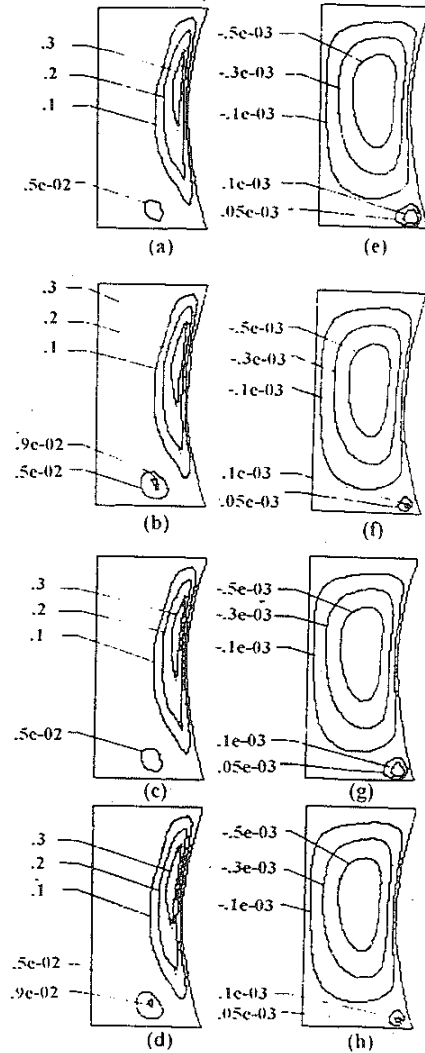 .3
.2
.1
.5e-02
(a)
-.5e-03
-.3e-03
-.1e-03
.1e-03
.05e-03
(e)
.3
.2
.1
.9e-02
.5e-02
(b)
-.5e-03
-.3e-03
-.1e-03
.1e-03
.05e-03
(f)
.3
.2
.1
.5e-02
(c)
-.5e-03
-.3e-03
-.1e-03
.1e-03
.05e-03
(g)
.3
.2
.1
.5e-02
.9e-02
(d)
-.5e-03
-.3e-03
-.1e-03
.1e-03
.05e-03
(h)